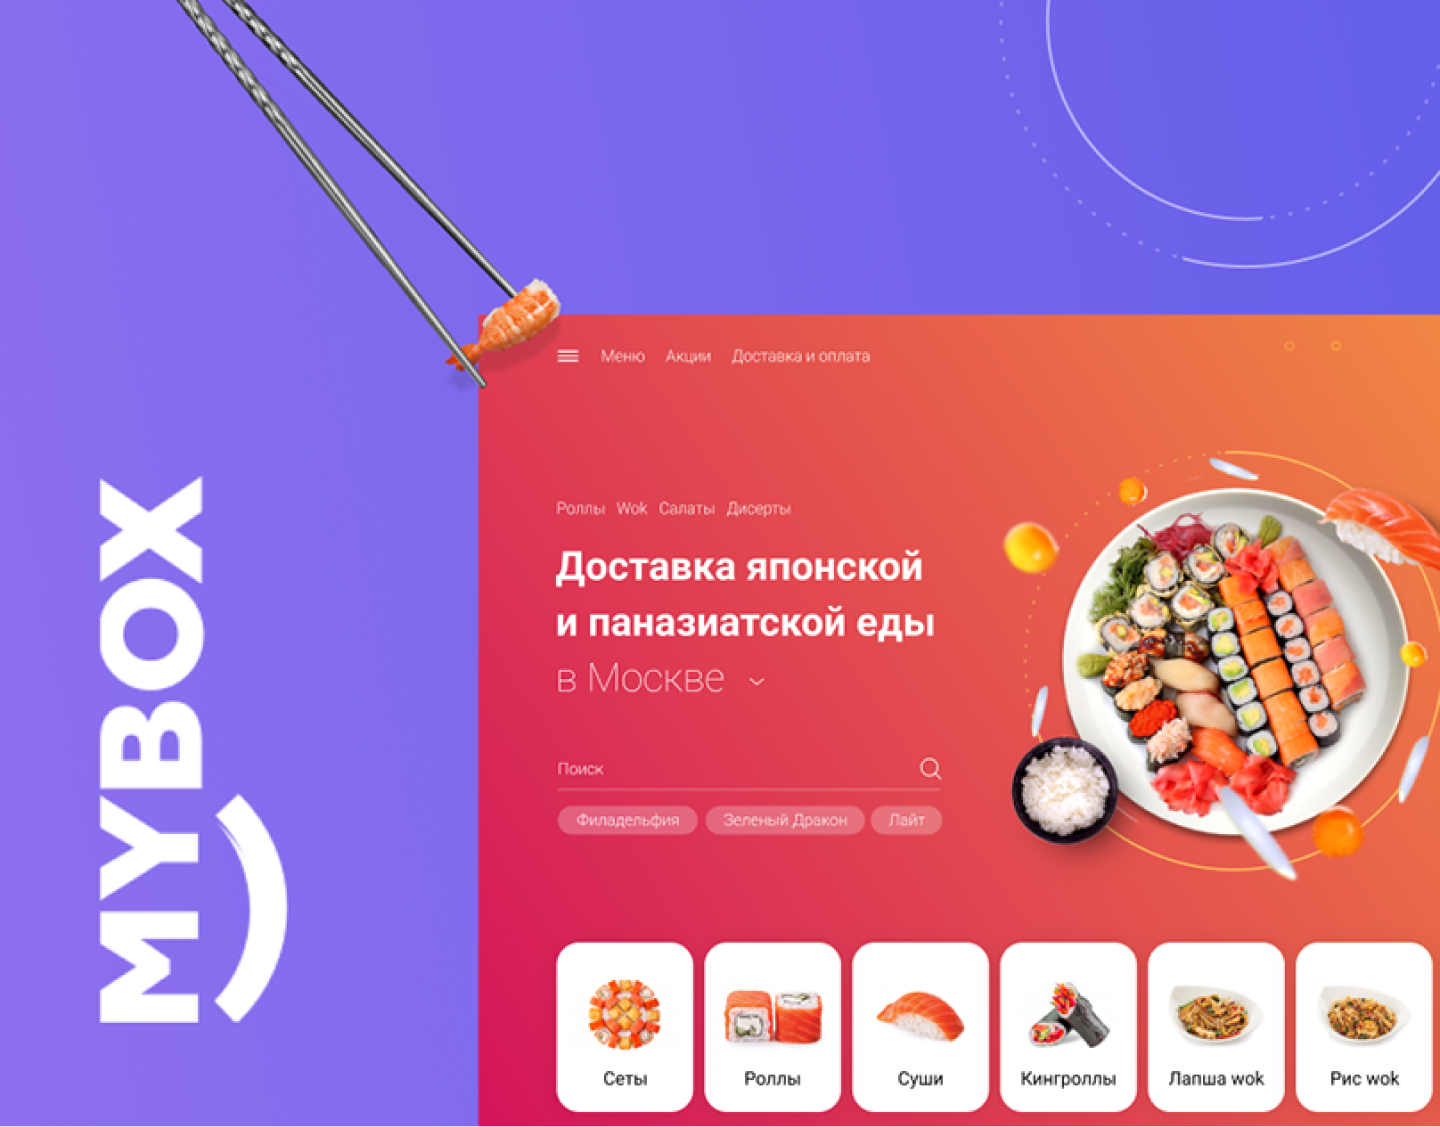 MYBOX
Меню Акции Доставка и оплата
Роллы Wok Салаты Дисерты
Доставка японской
и паназиатской еды
в Москве
Поиск
Филадельфия Зеленый Дракон Лайт
Сеты Роллы Суши Кингроллы Лапша wok Рис wok